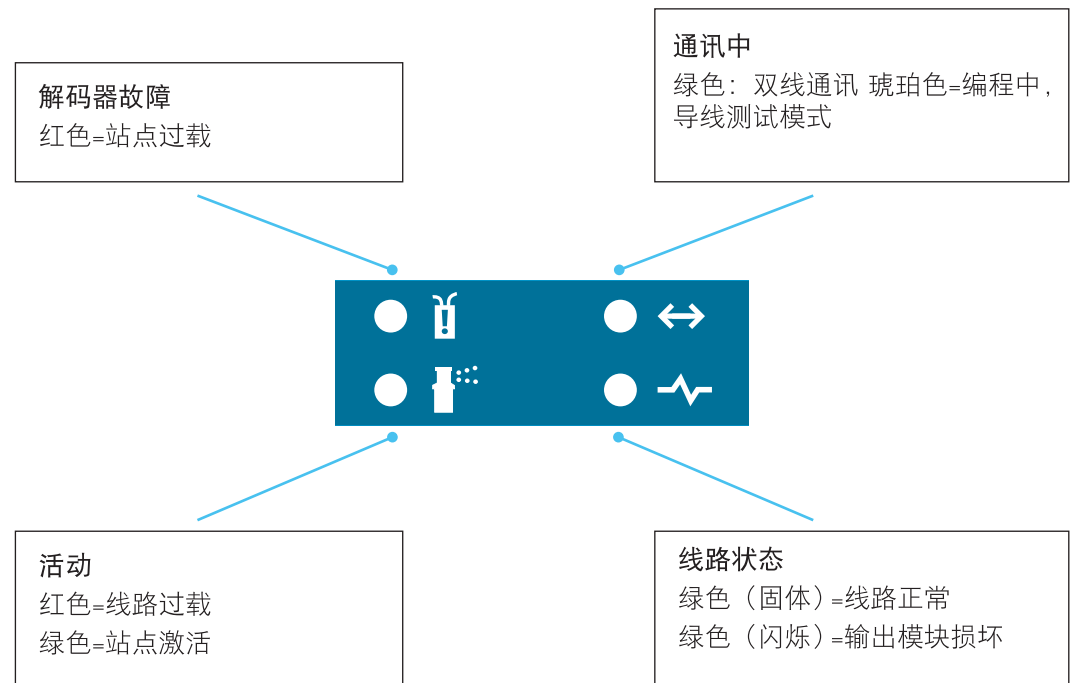 解码器故障
红色=站点过载
通讯中
绿色：双线通讯 琥珀色=编程中，
导线测试模式
活动
红色=线路过载
绿色=站点激活
线路状态
绿色（固体）=线路正常
绿色（闪烁）=输出模块损坏